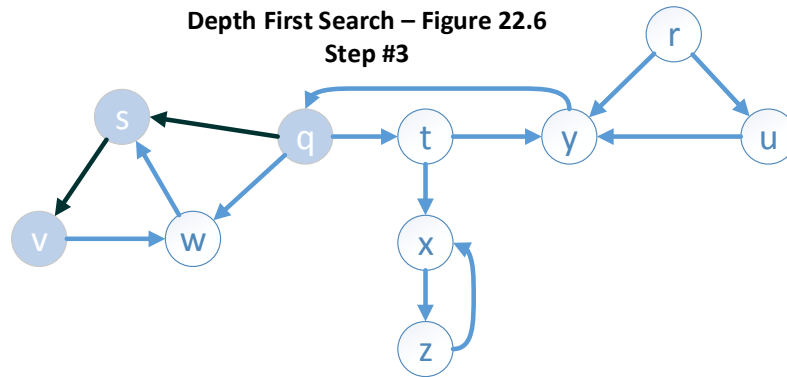 Depth First Search – Figure 22.6
Step #3
r
s
q
t
y
u
v
w
x
z